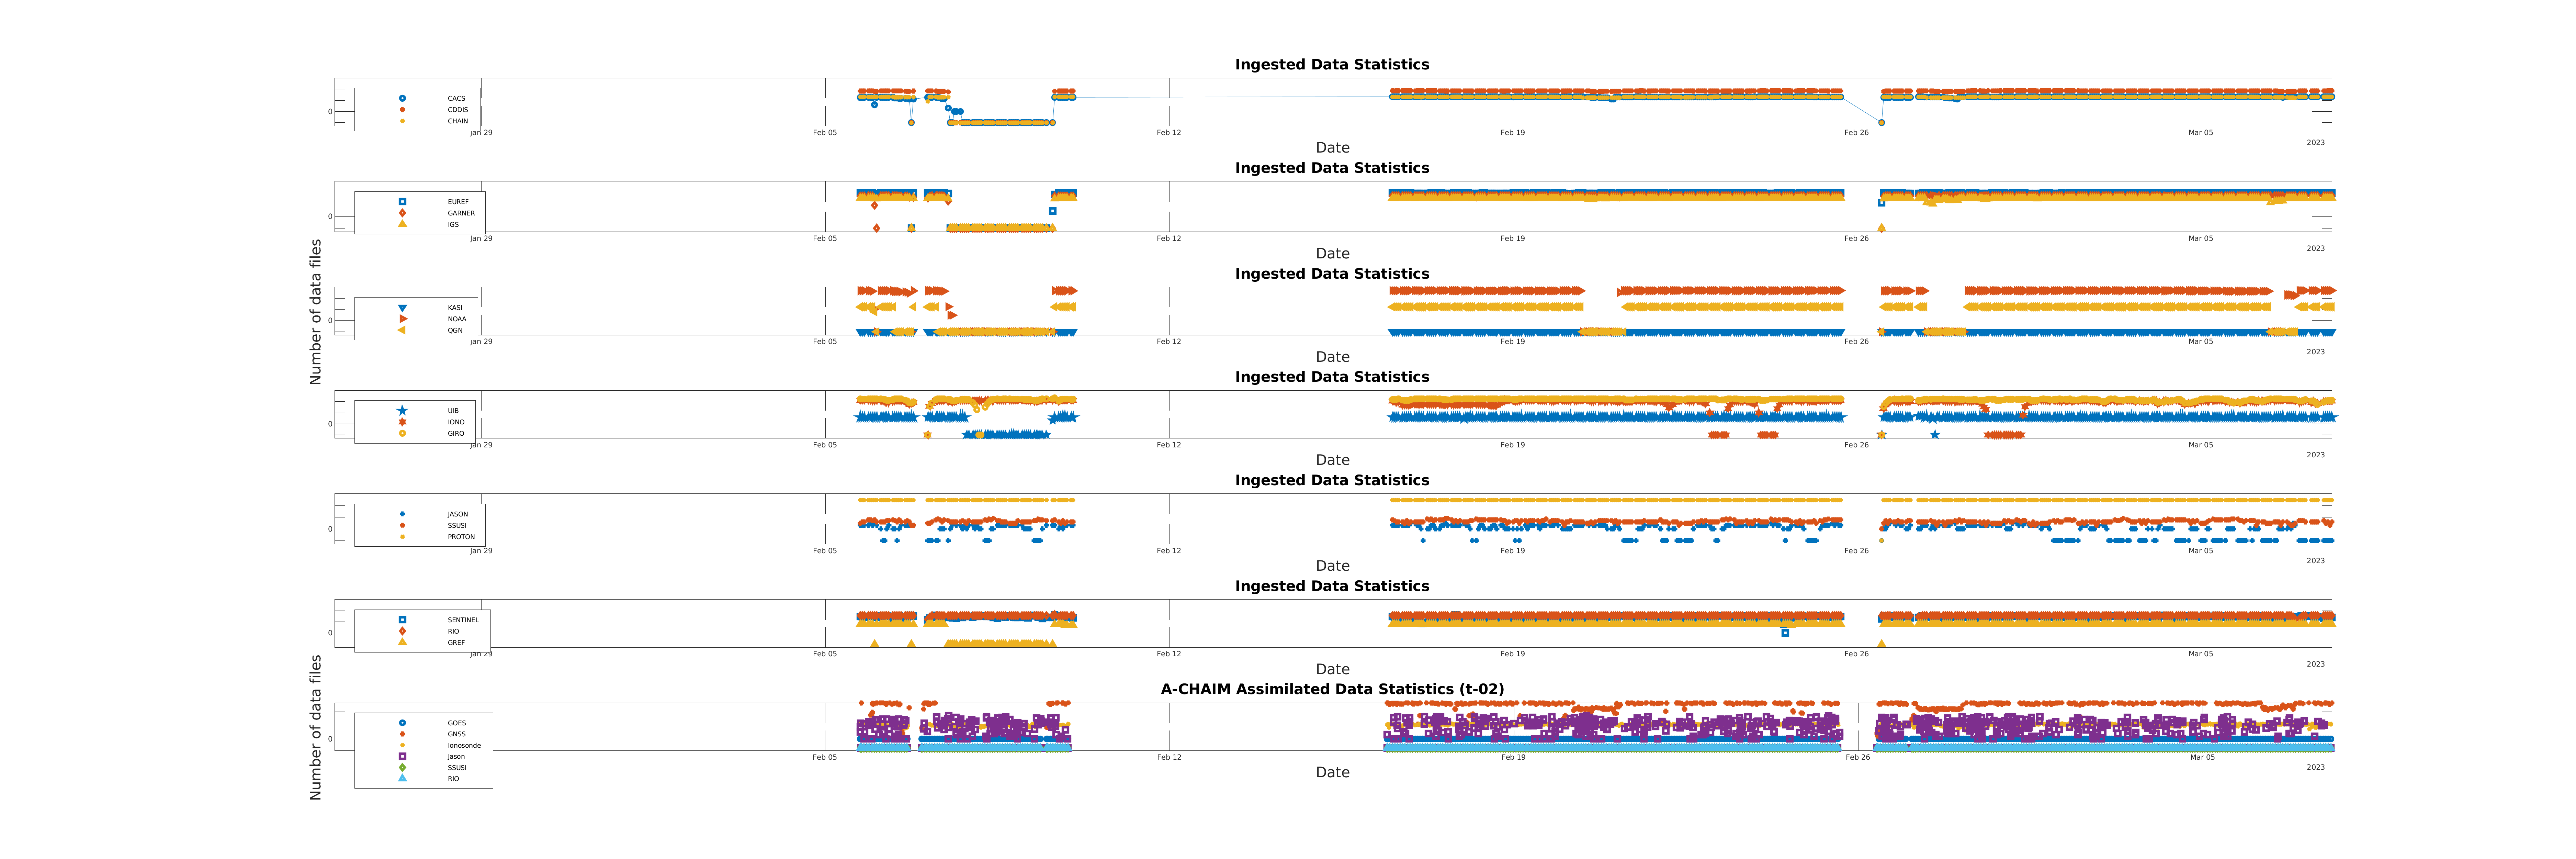 Ingested Data Statistics
CACS
CDDIS
CHAIN
0
Jan 29 Feb 05 Feb 12 Feb 19 Feb 26 Mar 05
Date
2023
Ingested Data Statistics
EUREF
GARNER
IGS
0
Jan 29 Feb 05 Feb 12 Feb 19 Feb 26 Mar 05
Date
2023
Number of data files
Ingested Data Statistics
KASI
NOAA
QGN
0
Jan 29 Feb 05 Feb 12 Feb 19 Feb 26 Mar 05
Date
2023
Ingested Data Statistics
UIB
IONO
GIRO
0
Jan 29 Feb 05 Feb 12 Feb 19 Feb 26 Mar 05
Date
2023
Ingested Data Statistics
JASON
SSUSI
PROTON
0
Jan 29 Feb 05 Feb 12 Feb 19 Feb 26 Mar 05
Date
2023
Ingested Data Statistics
SENTINEL
RIO
GREF
0
Jan 29 Feb 05 Feb 12 Feb 19 Feb 26 Mar 05
Date
2023
Number of data files
A-CHAIM Assimilated Data Statistics (t-02)
GOES
GNSS
Ionosonde
Jason
SSUSI
RIO
0
Feb 05 Feb 12 Feb 19 Feb 26 Mar 05
Date
2023